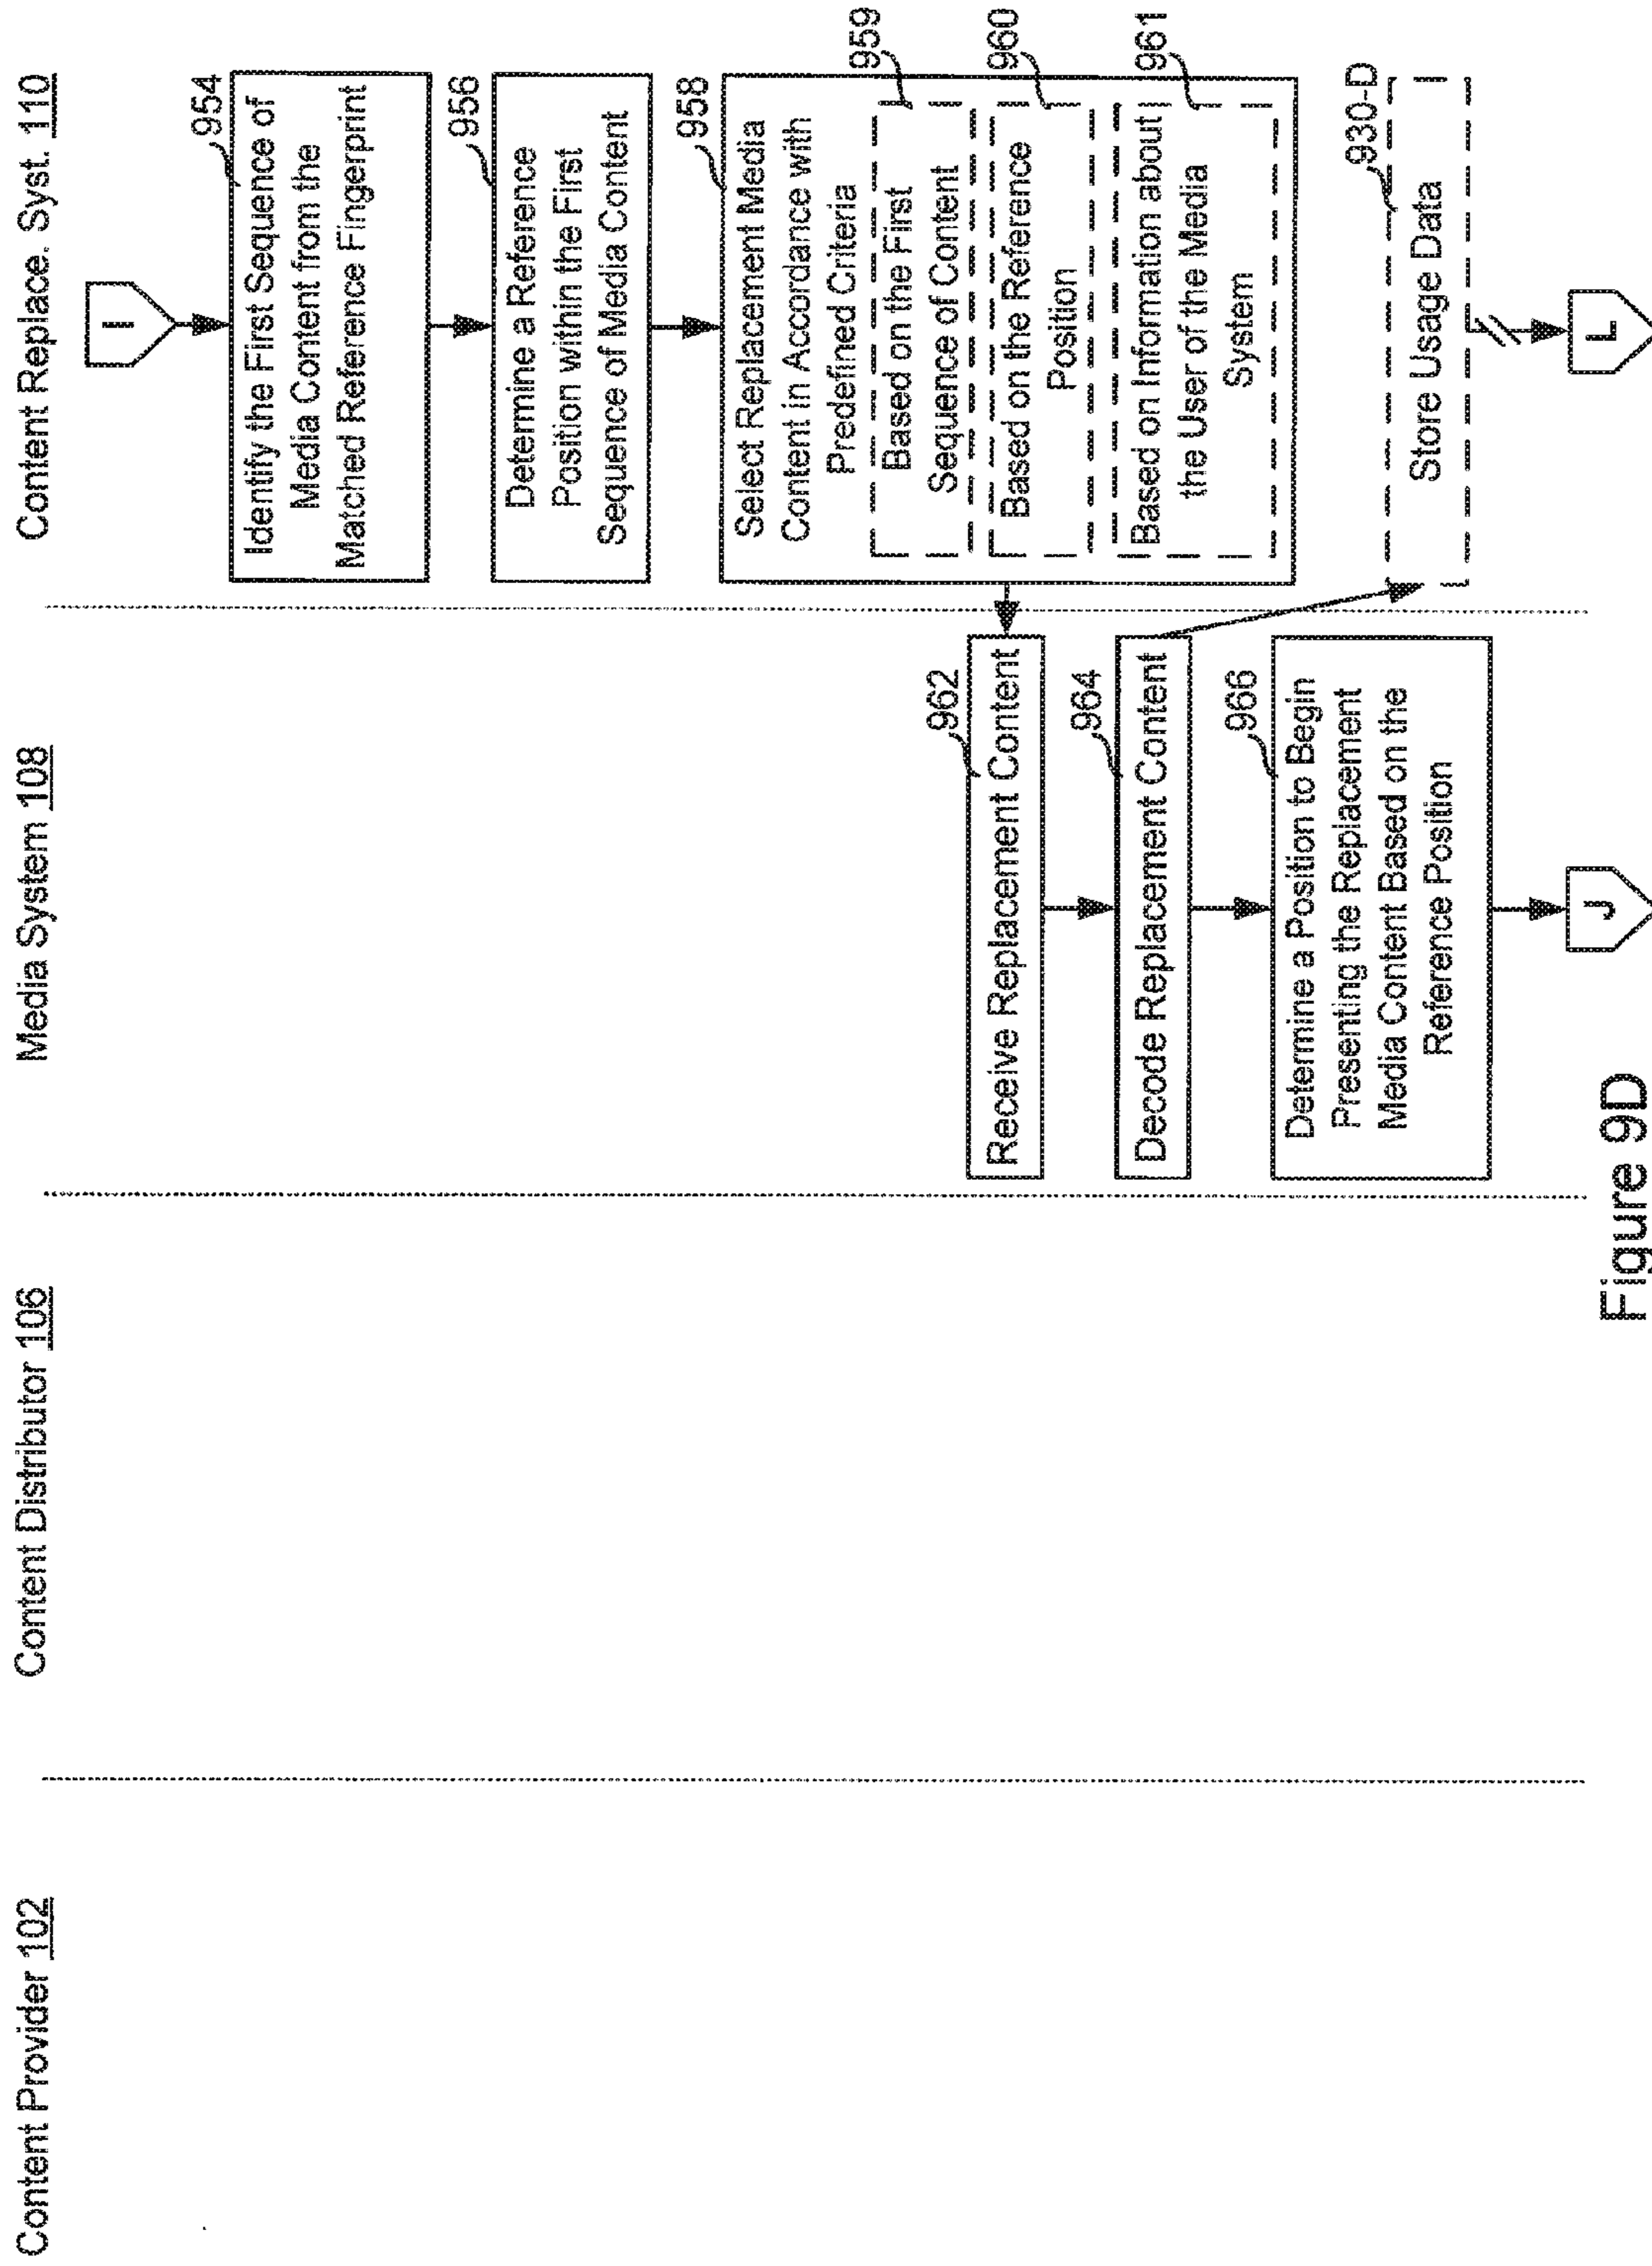 Content Provider 102
Content Distributor 106
Media System 108
Content Replace. Syst. 110
I
954
Identify the First Sequence of
Media Content from the
Matched Reference Fingerprint
956
Determine a Reference
Position within the First
Sequence of Media Content
958
Select Replacement Media
Content in Accordance with
Predefined Criteria
959
Based on the First
Sequence of Content
960
Based on the Reference
Position
961
Based on Information about
the User of the Media
System
962
Receive Replacement Content
964
Decode Replacement Content
966
Determine a Position to Begin
Presenting the Replacement
Media Content Based on the
Reference Position
930-D
Store Usage Data
J
L
Figure 9D